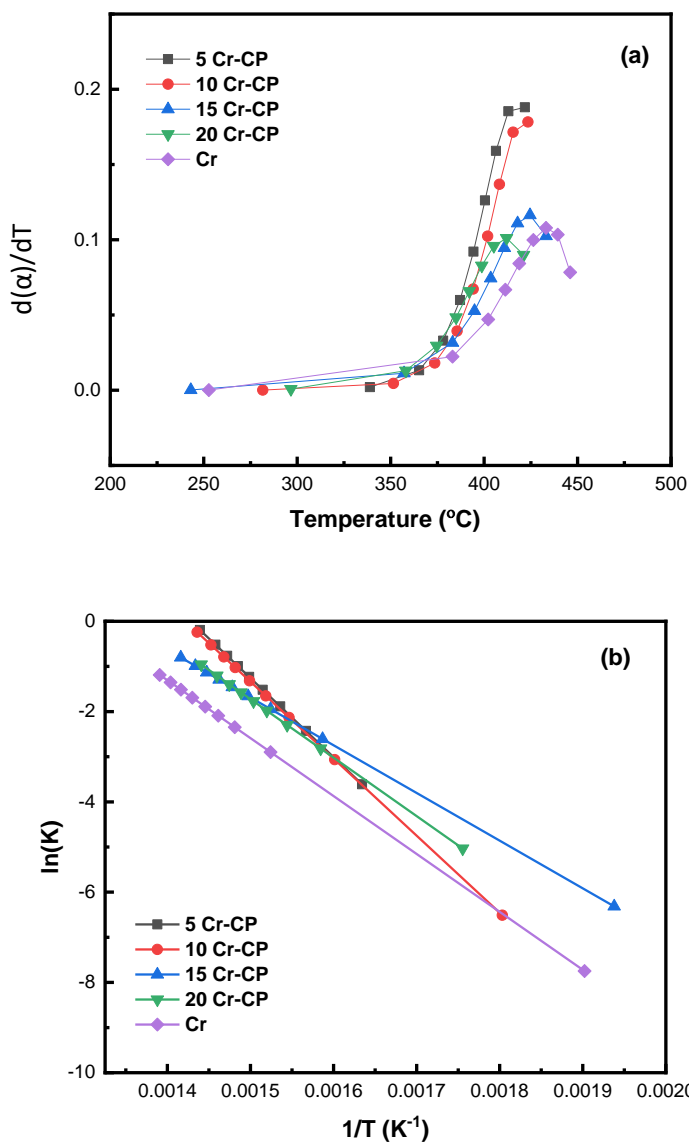 (a)
5 Cr-CP
10 Cr-CP
15 Cr-CP
20 Cr-CP
Cr
d(α)/dT
0.2
0.1
0.0
200 250 300 350 400 450 500
Temperature (ºC)
(b)
ln(K)
0
-2
-4
-6
-8
-10
5 Cr-CP
10 Cr-CP
15 Cr-CP
20 Cr-CP
Cr
0.0014 0.0015 0.0016 0.0017 0.0018 0.0019 0.0020
1/T (K-1)